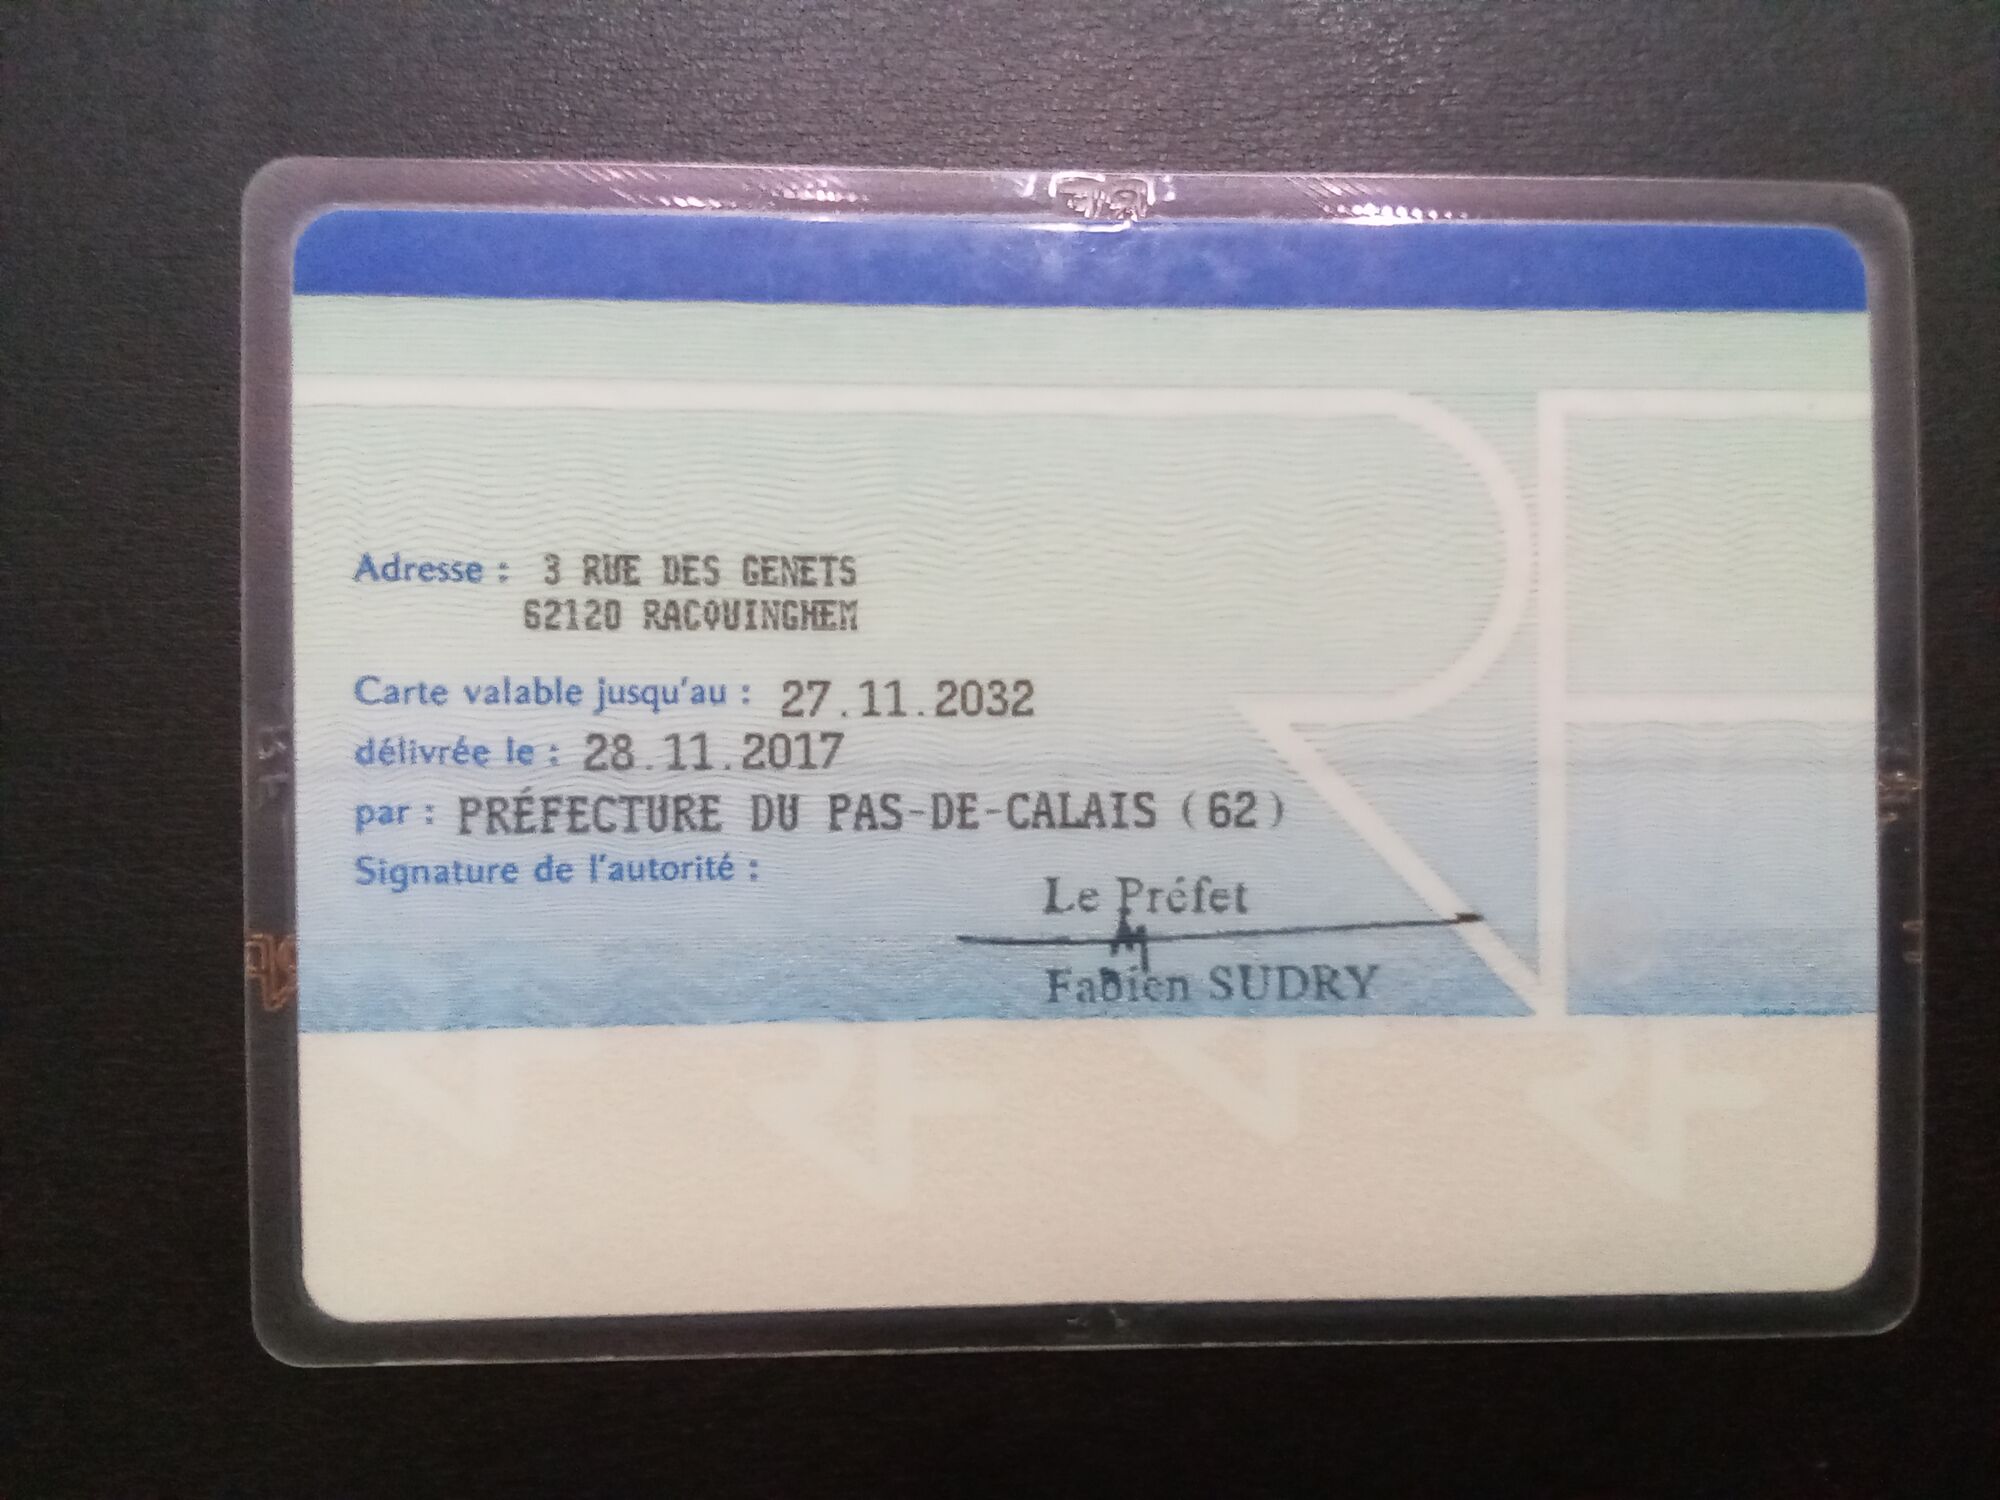 Adresse : 3 RUE DES GENETS
62120 RACQUINGHEM
Carte valable jusqu'au : 27.11.2032
délivrée le : 28.11.2017
par : PRÉFECTURE DU PAS-DE-CALAIS (62)
Signature de l'autorité :
Le Préfet
Fabien SUDRY
RF